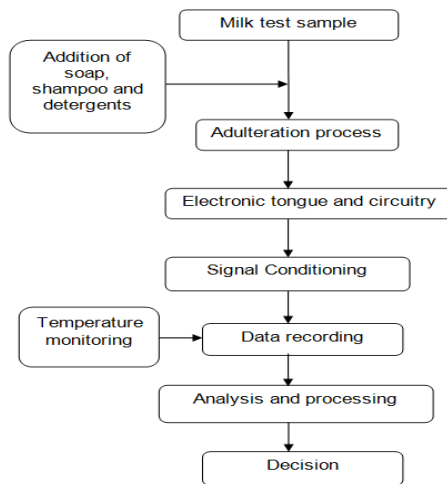 Milk test sample
Addition of
soap,
shampoo and
detergents
Adulteration process
Electronic tongue and circuitry
Signal Conditioning
Temperature
monitoring
Data recording
Analysis and processing
Decision